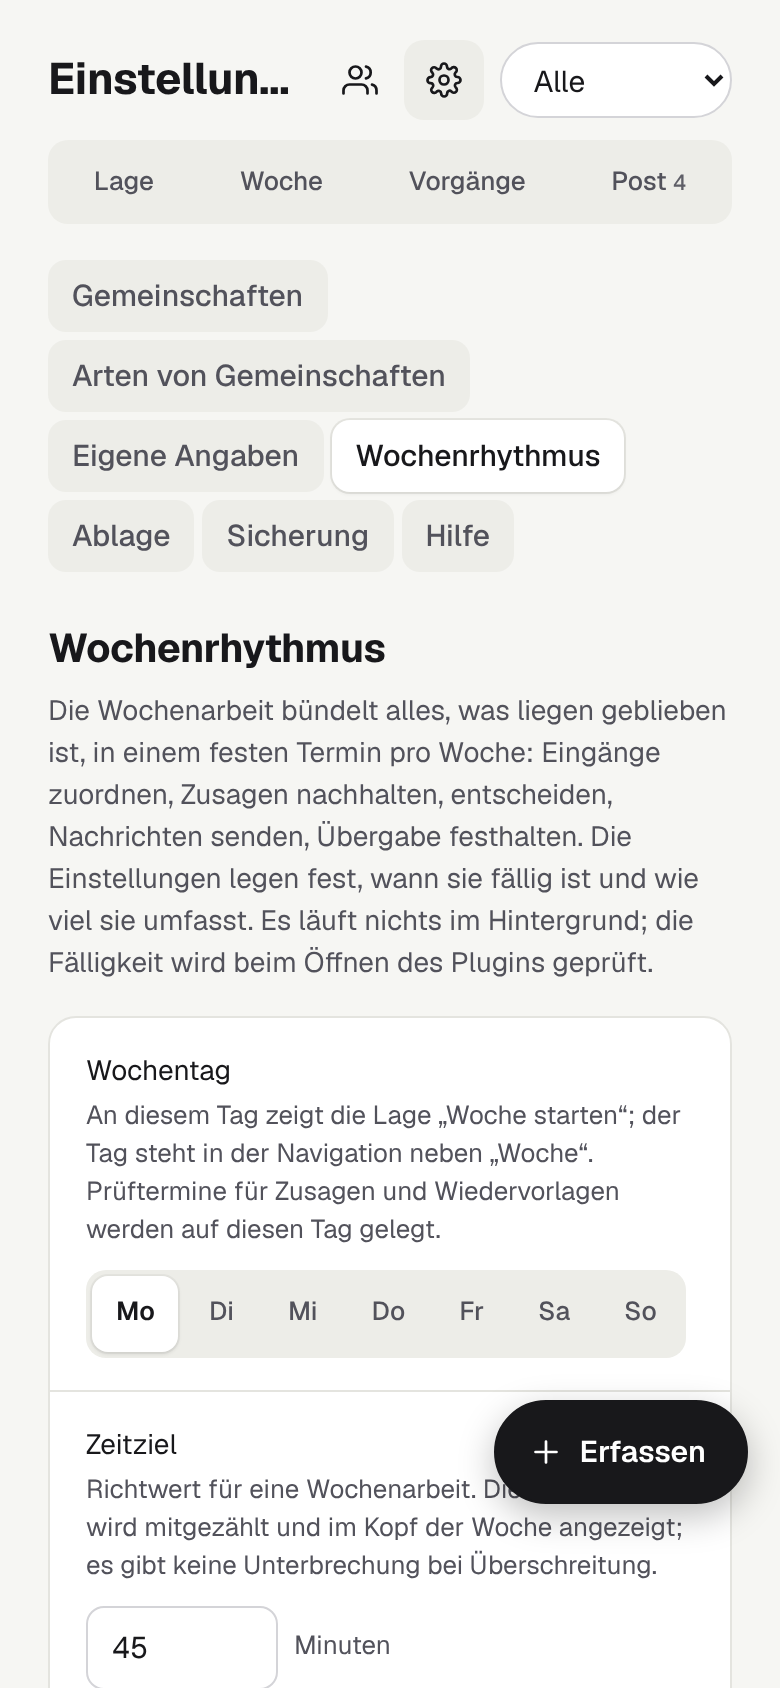 Einstellun...
Alle
Lage Woche Vorgänge Post 4
Gemeinschaften
Arten von Gemeinschaften
Eigene Angaben Wochenrhythmus
Ablage Sicherung Hilfe
Wochenrhythmus
Die Wochenarbeit bündelt alles, was liegen geblieben
ist, in einem festen Termin pro Woche: Eingänge
zuordnen, Zusagen nachhalten, entscheiden,
Nachrichten senden, Übergabe festhalten. Die
Einstellungen legen fest, wann sie fällig ist und wie
viel sie umfasst. Es läuft nichts im Hintergrund; die
Fälligkeit wird beim Öffnen des Plugins geprüft.
Wochentag
An diesem Tag zeigt die Lage „Woche starten“; der
Tag steht in der Navigation neben „Woche“.
Prüftermine für Zusagen und Wiedervorlagen
werden auf diesen Tag gelegt.
Mo Di Mi Do Fr Sa So
Zeitziel
Erfassen
Richtwert für eine Wochenarbeit.
wird mitgezählt und im Kopf der Woche angezeigt;
es gibt keine Unterbrechung bei Überschreitung.
45 Minuten